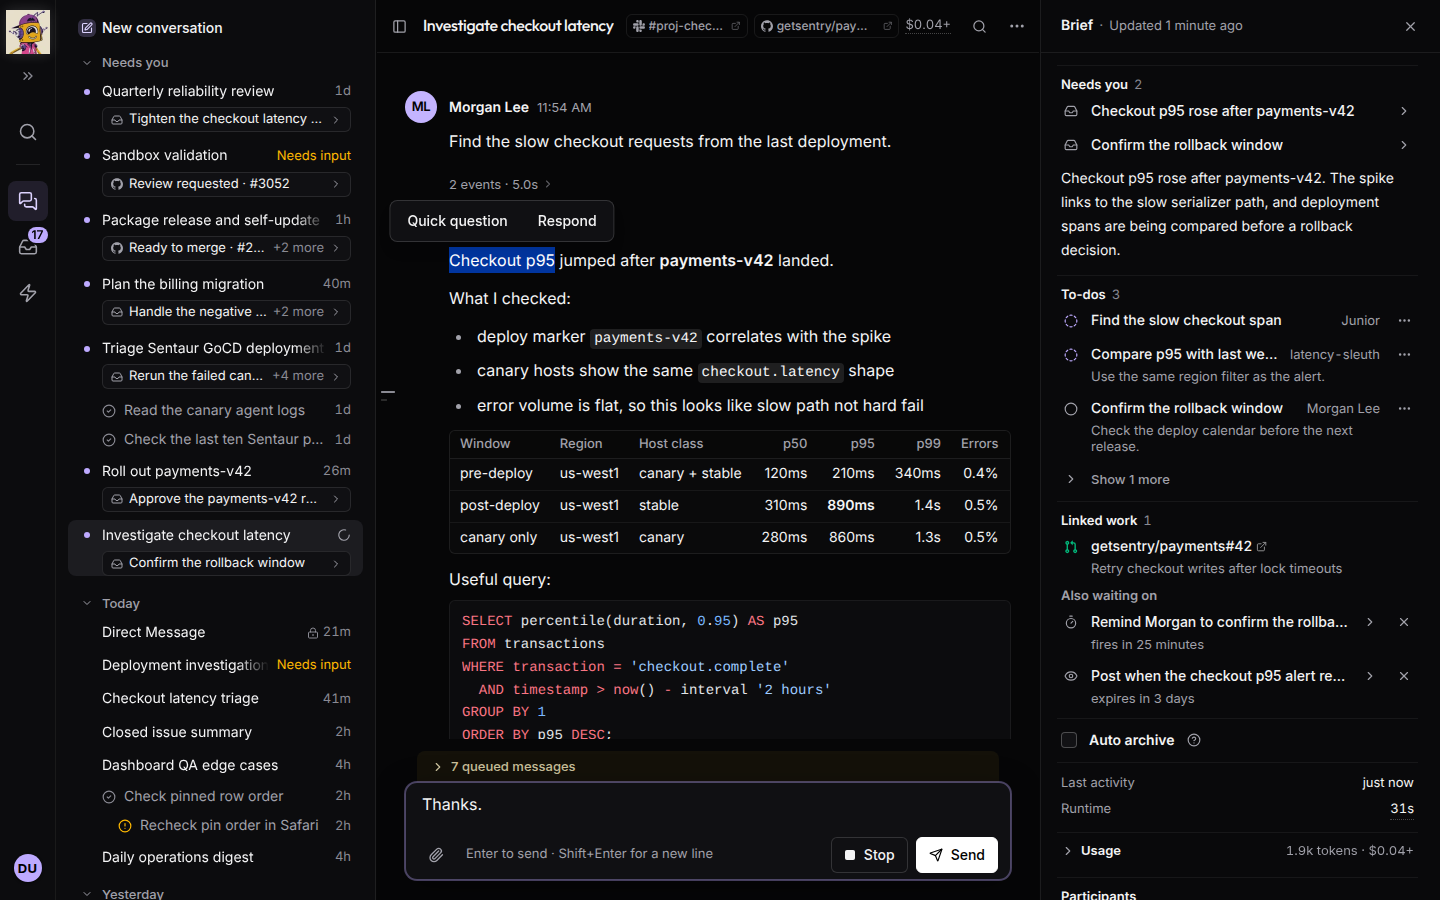 New conversation
Needs you
Quarterly reliability review 1d
Tighten the checkout latency ...
Sandbox validation Needs input
Review requested · #3052
Package release and self-update 1h
Ready to merge · #2... +2 more
Plan the billing migration 40m
Handle the negative ... +2 more
Triage Sentaur GoCD deployment 1d
Rerun the failed can... +4 more
Read the canary agent logs 1d
Check the last ten Sentaur p... 1d
Roll out payments-v42 26m
Approve the payments-v42 r...
Investigate checkout latency
Confirm the rollback window
Today
Direct Message 21m
Deployment investigation Needs input
Checkout latency triage 41m
Closed issue summary 2h
Dashboard QA edge cases 4h
Check pinned row order 2h
Recheck pin order in Safari 2h
Daily operations digest 4h
Yesterday
17
DU
Investigate checkout latency #proj-chec... getsentry/pay... $0.04+
ML Morgan Lee 11:54 AM
Find the slow checkout requests from the last deployment.
2 events · 5.0s
Quick question Respond
Checkout p95 jumped after payments-v42 landed.
What I checked:
• deploy marker payments-v42 correlates with the spike
• canary hosts show the same checkout.latency shape
• error volume is flat, so this looks like slow path not hard fail
Window Region Host class p50 p95 p99 Errors
pre-deploy us-west1 canary + stable 120ms 210ms 340ms 0.4%
post-deploy us-west1 stable 310ms 890ms 1.4s 0.5%
canary only us-west1 canary 280ms 860ms 1.3s 0.5%
Useful query:
SELECT percentile(duration, 0.95) AS p95
FROM transactions
WHERE transaction = 'checkout.complete'
AND timestamp > now() - interval '2 hours'
GROUP BY 1
ORDER BY p95 DESC;
7 queued messages
Thanks.
Enter to send · Shift+Enter for a new line Stop Send
Brief · Updated 1 minute ago
Needs you 2
Checkout p95 rose after payments-v42
Confirm the rollback window
Checkout p95 rose after payments-v42. The spike
links to the slow serializer path, and deployment
spans are being compared before a rollback
decision.
To-dos 3
Find the slow checkout span Junior
Compare p95 with last we... latency-sleuth
Use the same region filter as the alert.
Confirm the rollback window Morgan Lee
Check the deploy calendar before the next
release.
Show 1 more
Linked work 1
getsentry/payments#42
Retry checkout writes after lock timeouts
Also waiting on
Remind Morgan to confirm the rollba...
fires in 25 minutes
Post when the checkout p95 alert re...
expires in 3 days
Auto archive
Last activity just now
Runtime 31s
Usage 1.9k tokens · $0.04+
Participants